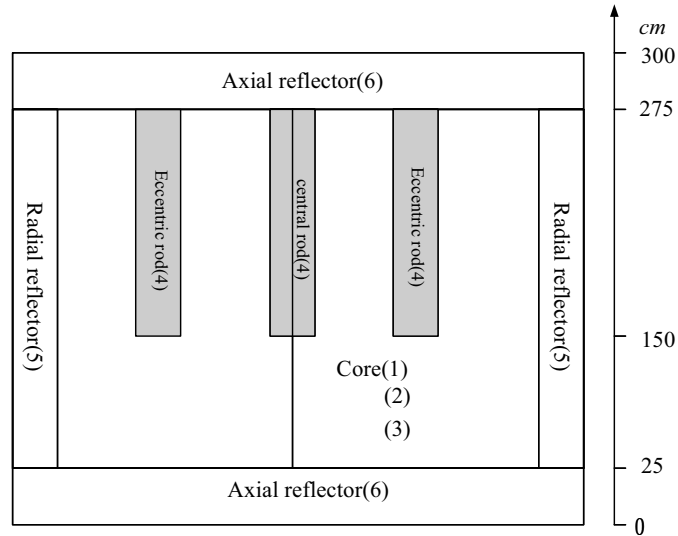 cm
300
Axial reflector(6)
275
Radial reflector(5)
Eccentric rod(4)
central rod(4)
Eccentric rod(4)
Radial reflector(5)
150
Core(1)
(2)
(3)
25
Axial reflector(6)
0